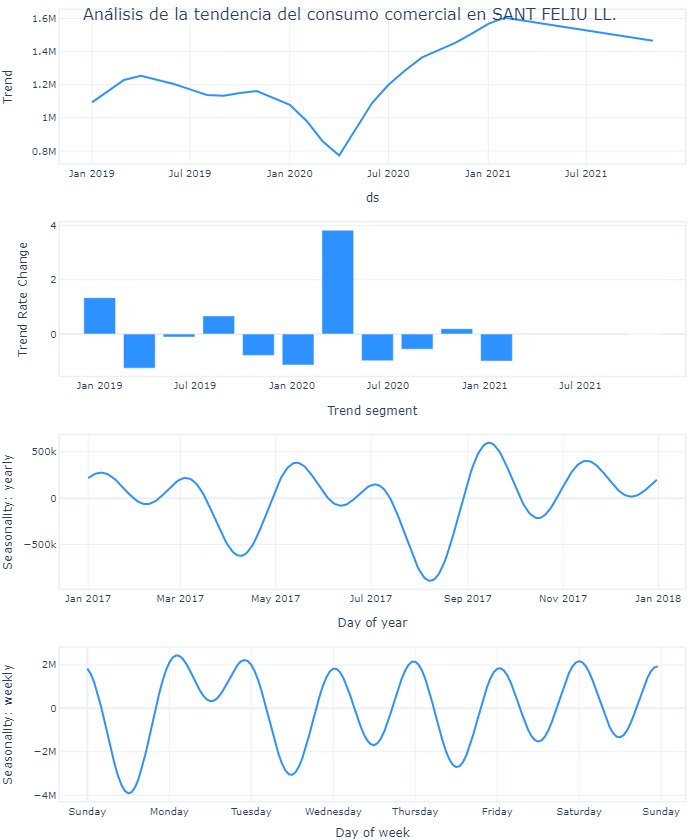 Análisis de la tendencia del consumo comercial en SANT FELIU LL.
1.6M
1.4M
1.2M
1M
0.8M
Trend
Jan 2019 Jul 2019 Jan 2020 Jul 2020 Jan 2021 Jul 2021
ds
4
2
0
Trend Rate Change
Jan 2019 Jul 2019 Jan 2020 Jul 2020 Jan 2021 Jul 2021
Trend segment
500k
0
−500k
Seasonality: yearly
Jan 2017 Mar 2017 May 2017 Jul 2017 Sep 2017 Nov 2017 Jan 2018
Day of year
2M
0
−2M
−4M
Seasonality: weekly
Sunday Monday Tuesday Wednesday Thursday Friday Saturday Sunday
Day of week